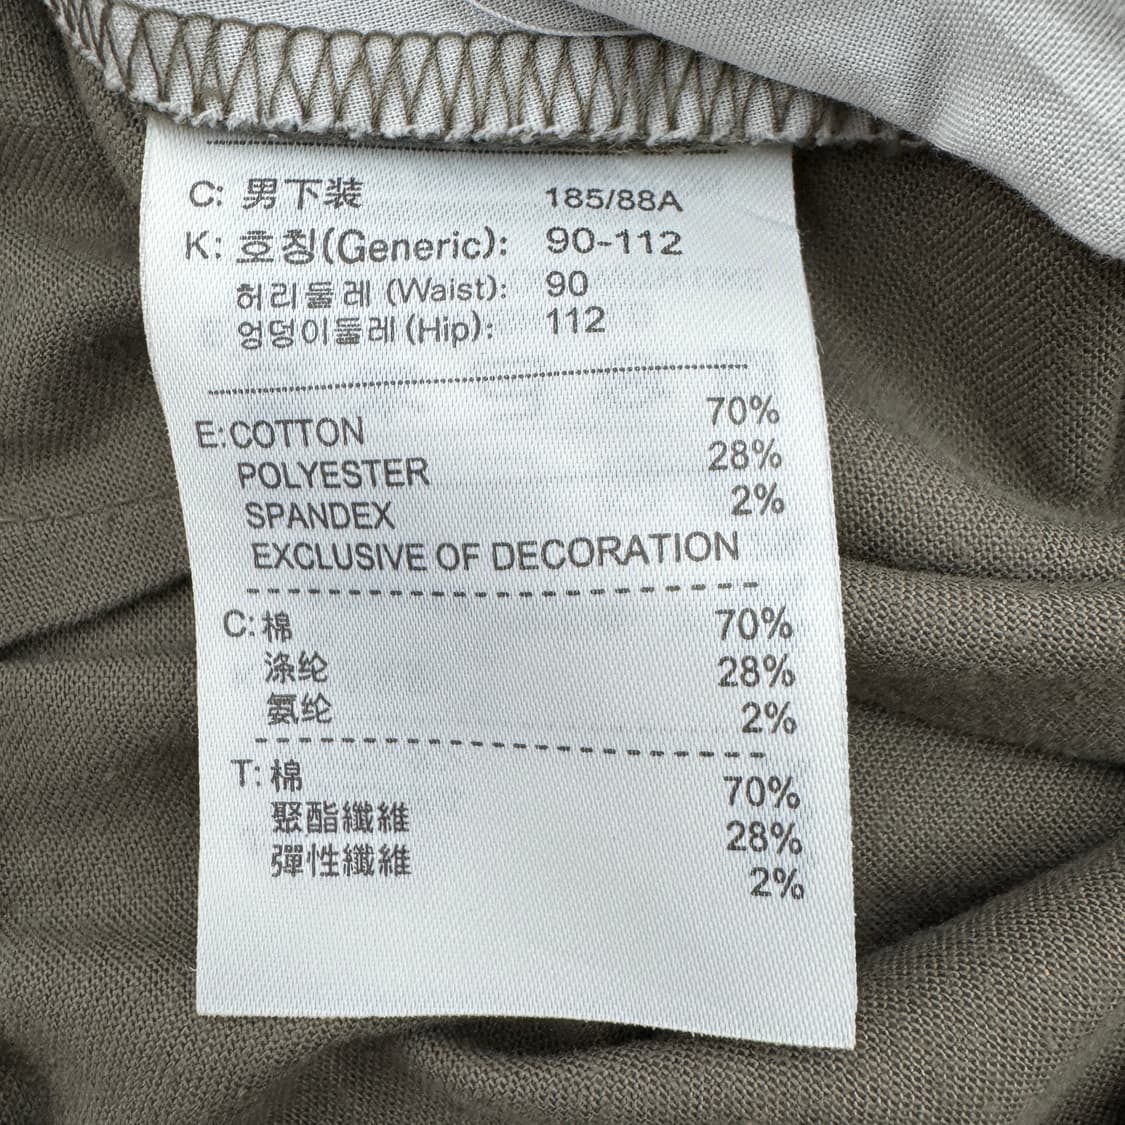 C: 男下装 185/88A
K: 호칭(Generic): 90-112
허리둘레 (Waist): 90
엉덩이둘레 (Hip): 112
E:COTTON 70%
POLYESTER 28%
SPANDEX 2%
EXCLUSIVE OF DECORATION
C: 棉 70%
涤纶 28%
氨纶 2%
T: 棉 70%
聚酯纖維 28%
彈性纖維 2%